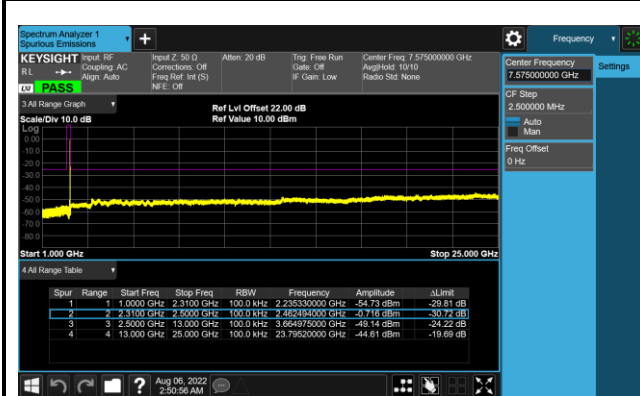 Spectrum Analyzer 1
Spurious Emissions
Frequency
KEYSIGHT Input: RF Input Z: 50 Ω Atten: 20 dB Trig: Free Run Center Freq: 7.575000000 GHz
RL Coupling: AC Corrections: Off Gate: Off Avg|Hold: 10/10
Align: Auto Freq Ref: Int (S) IF Gain: Low Radio Std: None
LXI PASS NFE: Off
Center Frequency
7.575000000 GHz
Settings
CF Step
2.500000 MHz
Auto
Man
Freq Offset
0 Hz
3 All Range Graph
Ref Lvl Offset 22.00 dB
Scale/Div 10.0 dB Ref Value 10.00 dBm
Log
0.00
-10.0
-20.0
-30.0
-40.0
-50.0
-60.0
-70.0
-80.0
Start 1.000 GHz Stop 25.000 GHz
4 All Range Table
Spur Range Start Freq Stop Freq RBW Frequency Amplitude ΔLimit
1 1 1.0000 GHz 2.3100 GHz 100.0 kHz 2.235330000 GHz -54.73 dBm -29.81 dB
2 2 2.3100 GHz 2.5000 GHz 100.0 kHz 2.462494000 GHz -0.716 dBm -30.72 dB
3 3 2.5000 GHz 13.000 GHz 100.0 kHz 3.664975000 GHz -49.14 dBm -24.22 dB
4 4 13.000 GHz 25.000 GHz 100.0 kHz 23.79520000 GHz -44.61 dBm -19.69 dB
Aug 06, 2022
2:50:56 AM